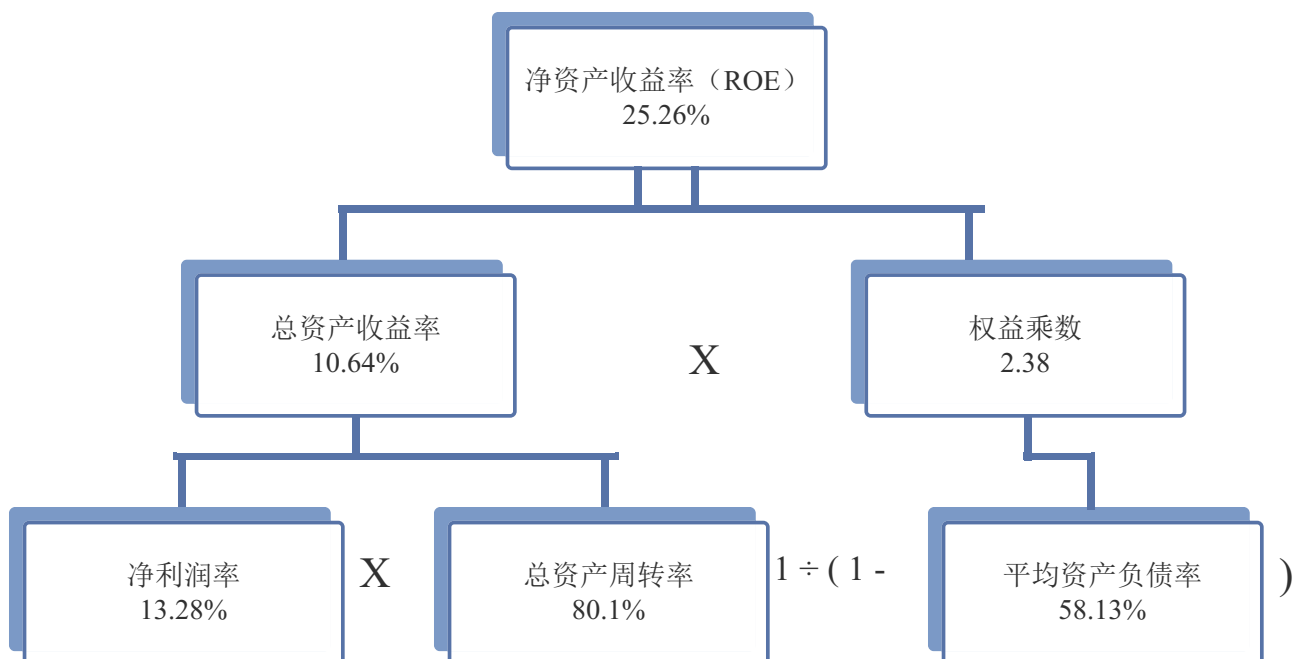 净资产收益率（ROE）
25.26%
总资产收益率
10.64%
X
权益乘数
2.38
净利润率
13.28%
X
总资产周转率
80.1%
1 ÷ ( 1 -
平均资产负债率
58.13%
)